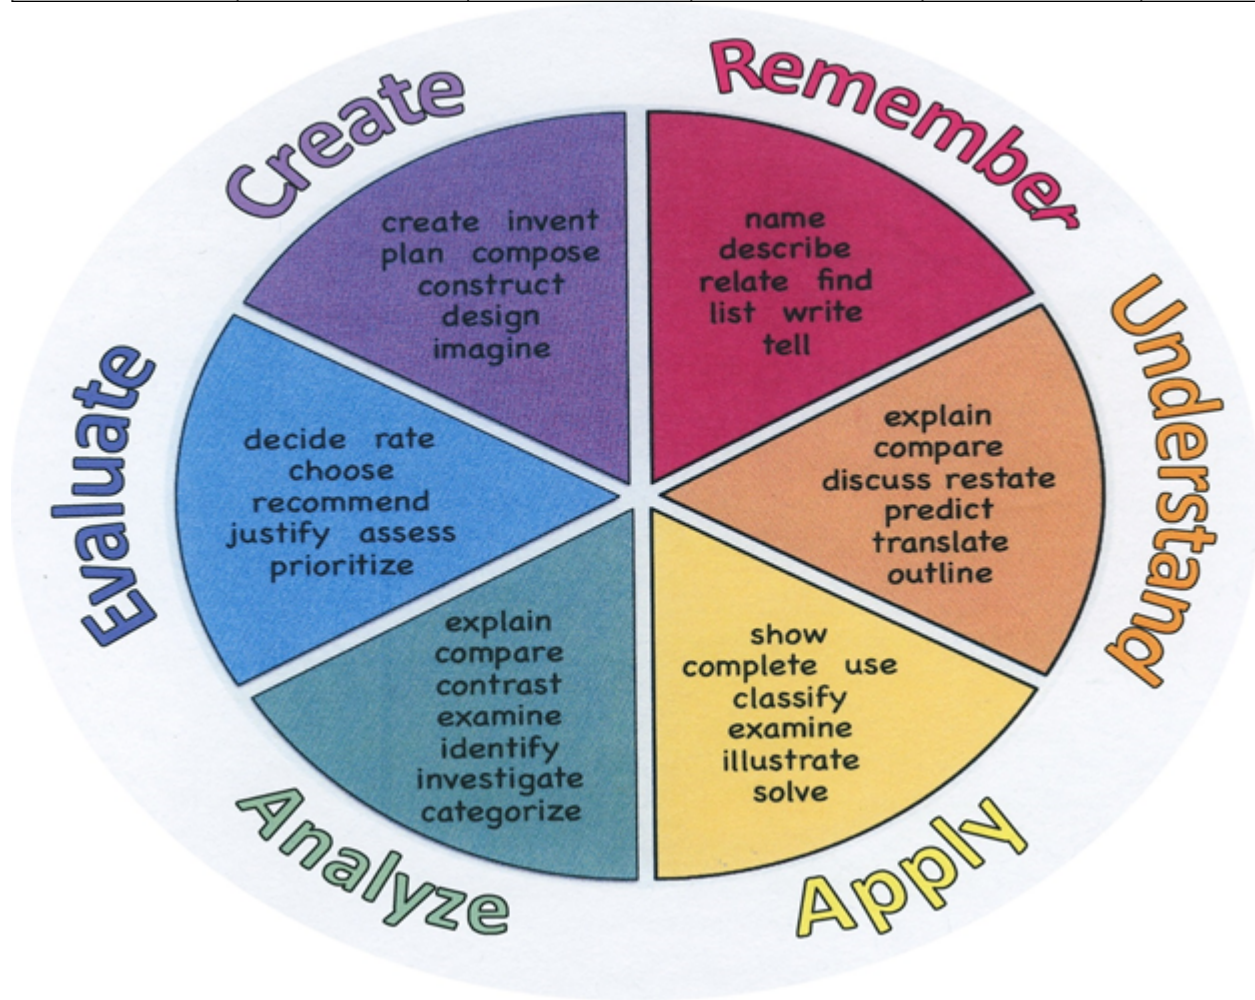 Remember
name
describe
relate find
list write
tell
Understand
explain
compare
discuss restate
predict
translate
outline
Apply
show
complete use
classify
examine
illustrate
solve
Analyze
explain
compare
contrast
examine
identify
investigate
categorize
Evaluate
decide rate
choose
recommend
justify assess
prioritize
Create
create invent
plan compose
construct
design
imagine